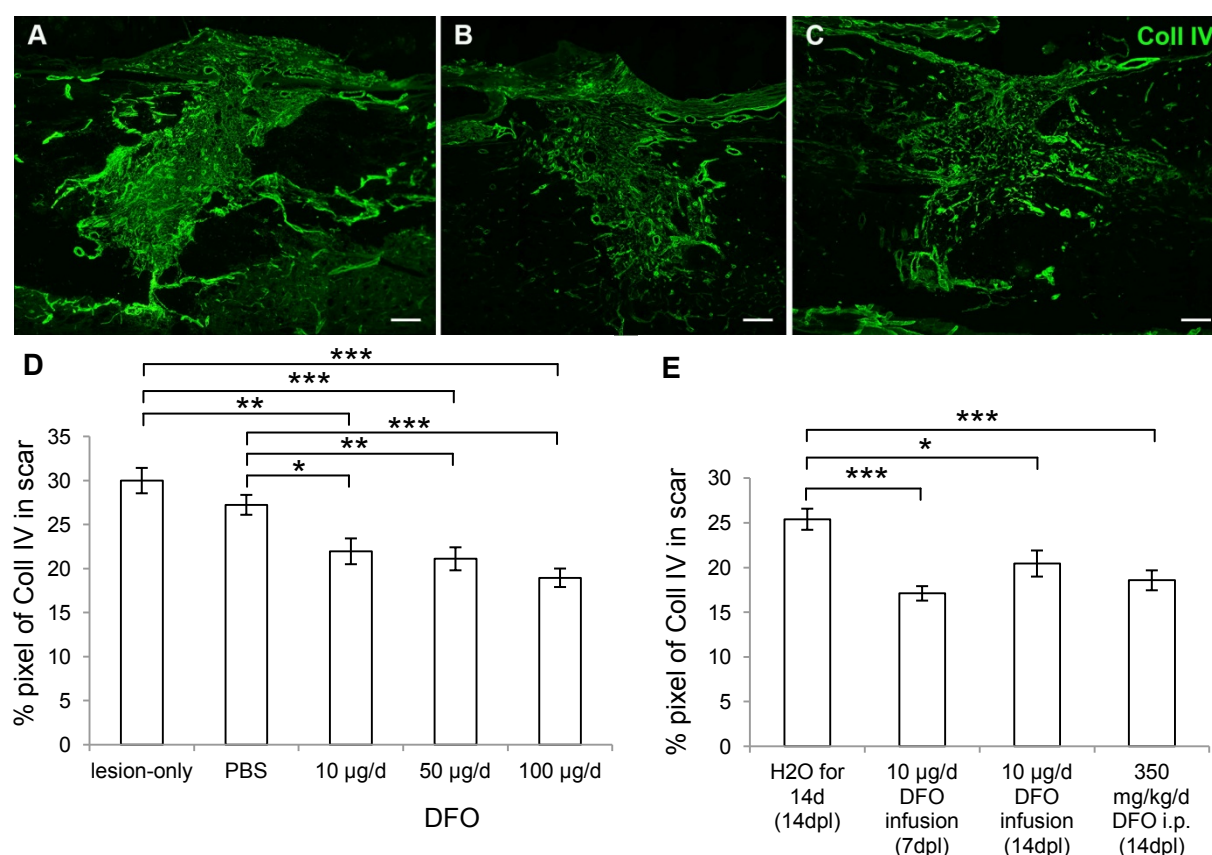 A
B
C
Coll IV
D
***
***
**
***
**
*
% pixel of Coll IV in scar
35
30
25
20
15
10
5
0
lesion-only PBS 10 µg/d 50 µg/d 100 µg/d
DFO
E
***
*
***
% pixel of Coll IV in scar
30
25
20
15
10
5
0
H2O for
14d
(14dpl)
10 µg/d
DFO
infusion
(7dpl)
10 µg/d
DFO
infusion
(14dpl)
350
mg/kg/d
DFO i.p.
(14dpl)